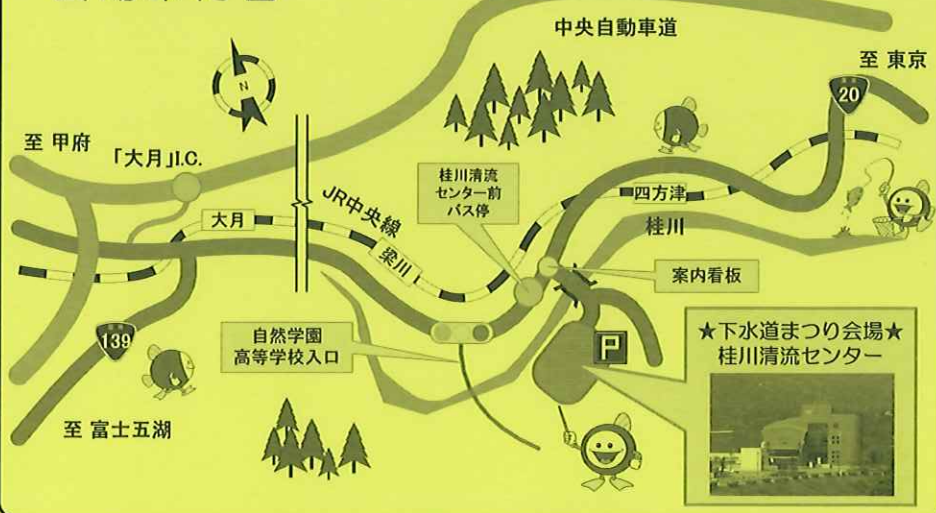 中央自動車道
至 東京
国道
20
N
至 甲府
「大月」I.C.
桂川清流
センター前
バス停
四方津
大月
JR中央線
桂川
梁川
案内看板
自然学園
高等学校入口
★下水道まつり会場★
桂川清流センター
P
139
至 富士五湖